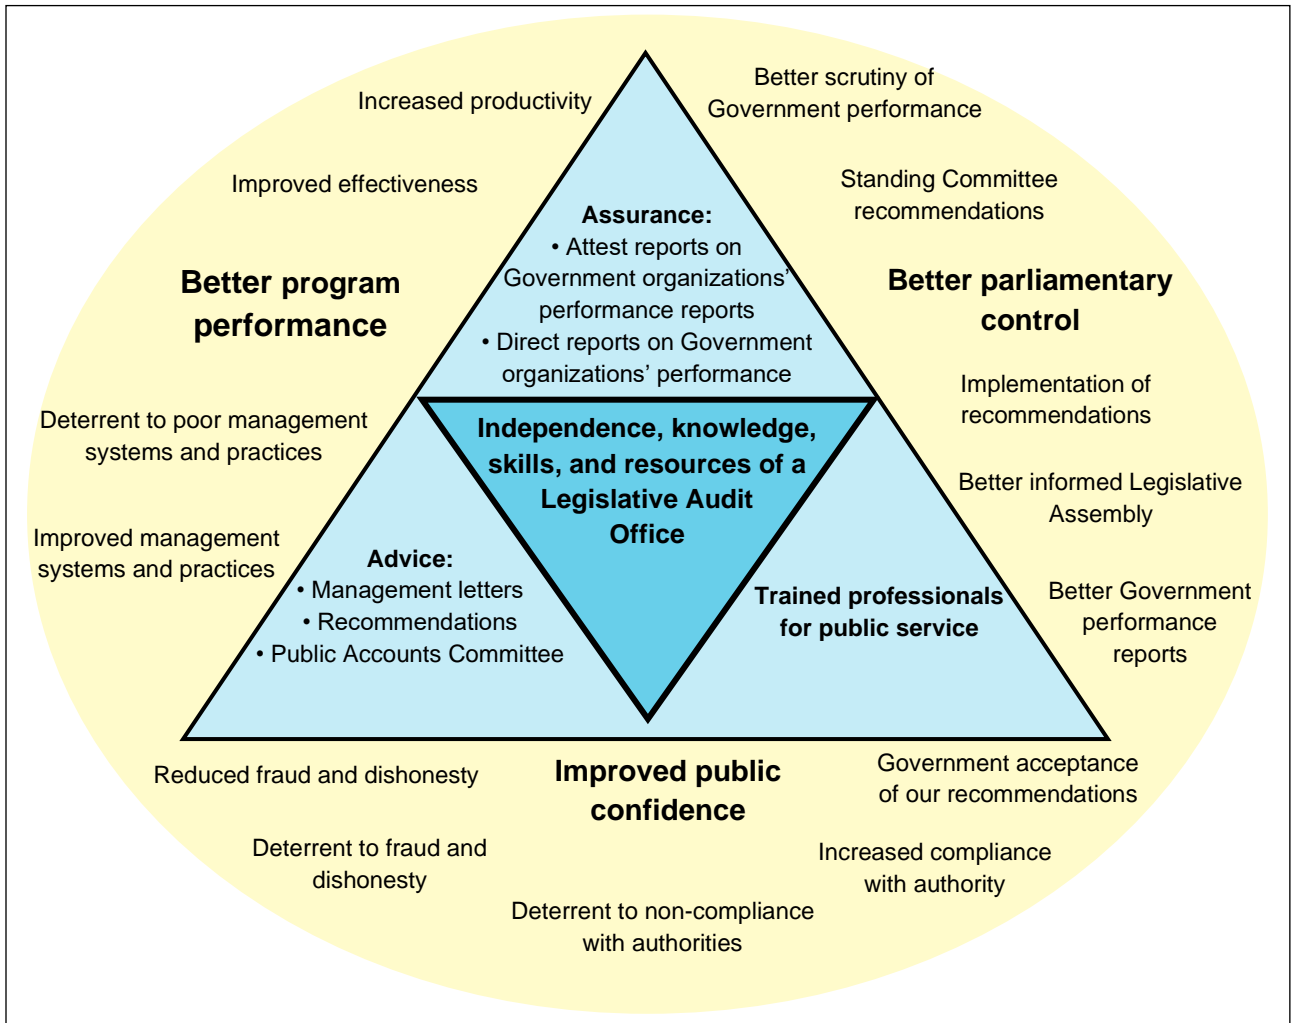 Increased productivity
Better scrutiny of
Government performance
Improved effectiveness
Standing Committee
recommendations
Assurance:
• Attest reports on
Government organizations’
performance reports
• Direct reports on Government
organizations’ performance
Better program
performance
Better parliamentary
control
Implementation of
recommendations
Deterrent to poor management
systems and practices
Independence, knowledge,
skills, and resources of a
Legislative Audit
Office
Better informed Legislative
Assembly
Improved management
systems and practices
Advice:
• Management letters
• Recommendations
• Public Accounts Committee
Trained professionals
for public service
Better Government
performance
reports
Reduced fraud and dishonesty
Improved public
confidence
Government acceptance
of our recommendations
Deterrent to fraud and
dishonesty
Increased compliance
with authority
Deterrent to non-compliance
with authorities